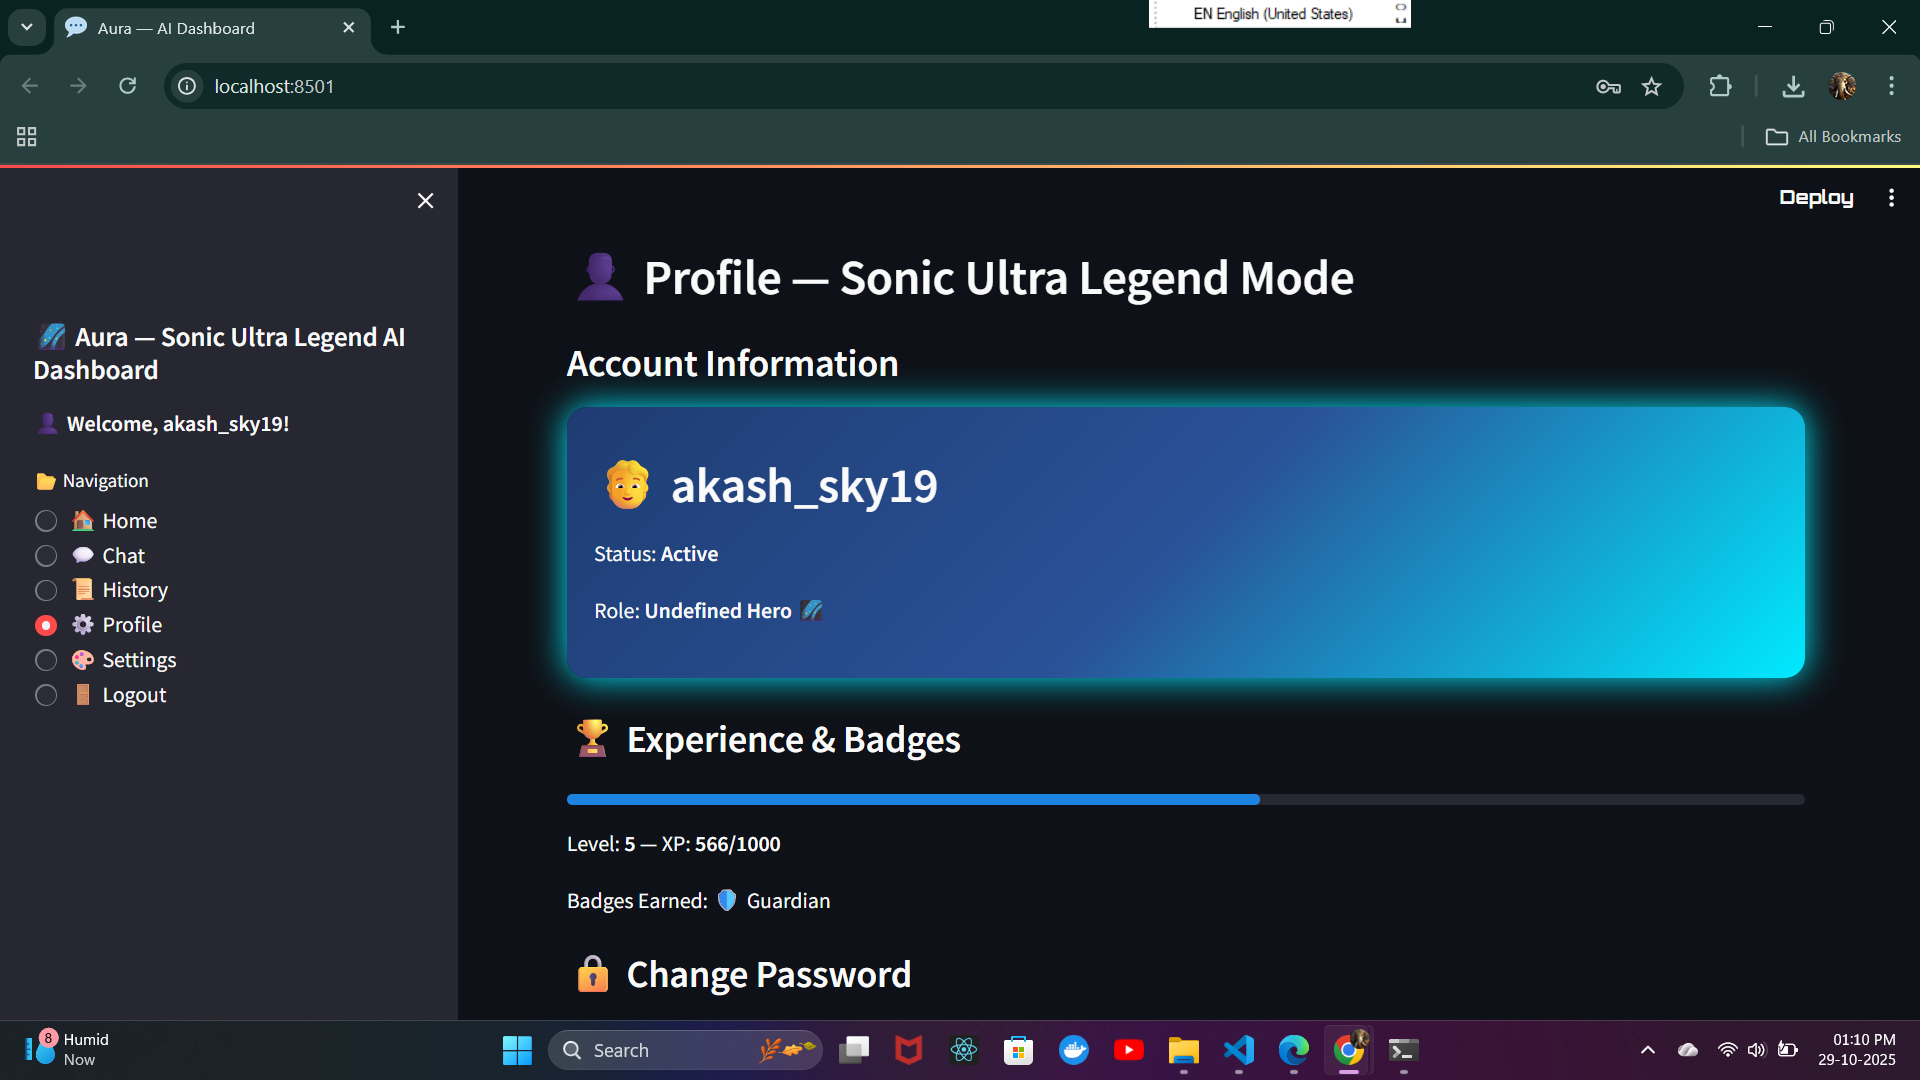 Aura — AI Dashboard
EN English (United States)
localhost:8501
All Bookmarks
Deploy
Aura — Sonic Ultra Legend AI
Dashboard
Welcome, akash_sky19!
Navigation
Home
Chat
History
Profile
Settings
Logout
Profile — Sonic Ultra Legend Mode
Account Information
akash_sky19
Status: Active
Role: Undefined Hero
Experience & Badges
Level: 5 — XP: 566/1000
Badges Earned: Guardian
Change Password
8
Humid
Now
Search
01:10 PM
29-10-2025